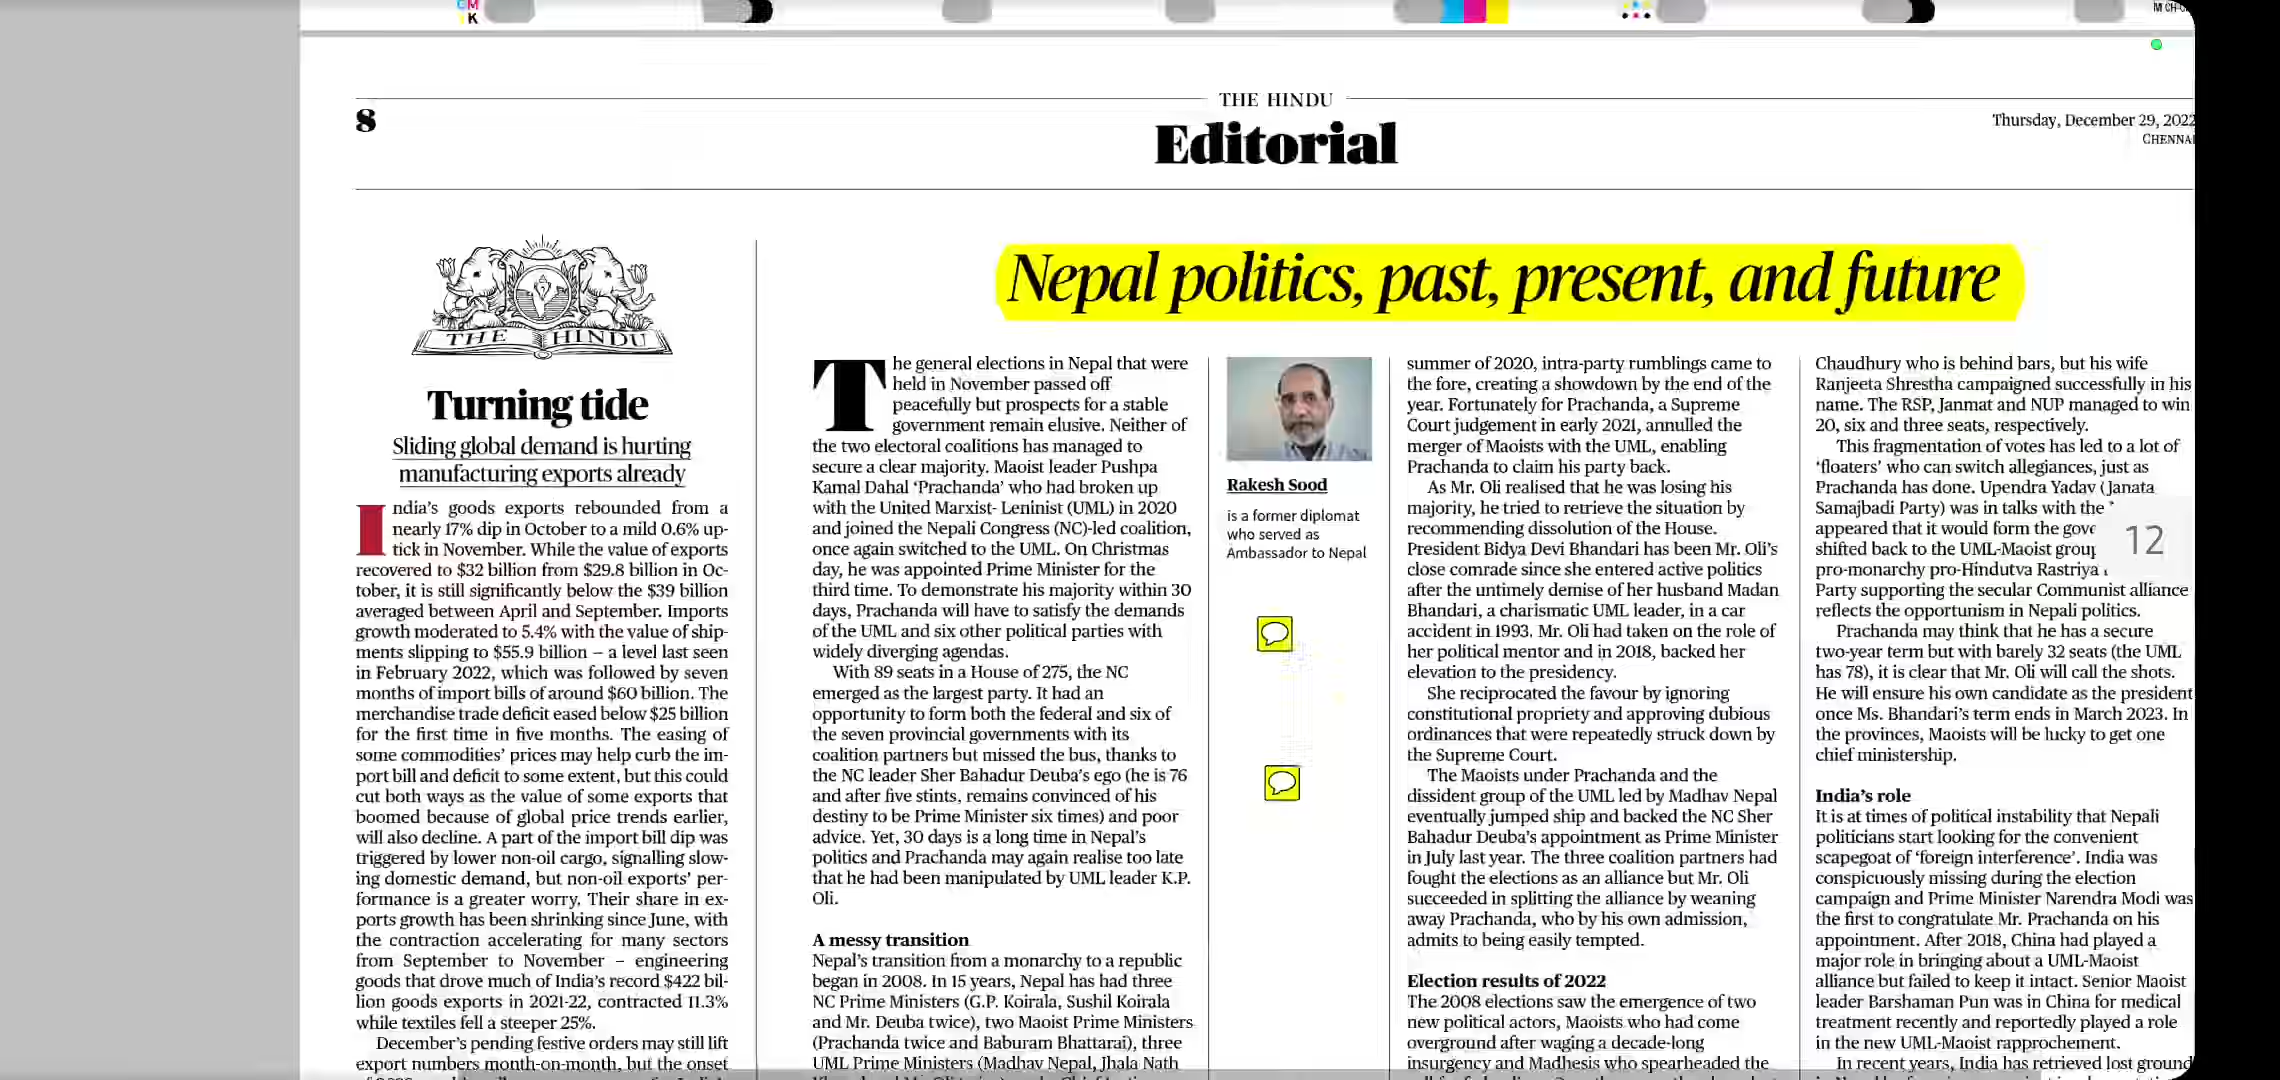 CM
YK
M CH-C
THE HINDU
8
Editorial
Thursday, December 29, 2022
CHENNAI
THE HINDU
Turning tide
Sliding global demand is hurting
manufacturing exports already
India's goods exports rebounded from a
nearly 17% dip in October to a mild 0.6% up-
tick in November. While the value of exports
recovered to $32 billion from $29.8 billion in Oc-
tober, it is still significantly below the $39 billion
averaged between April and September. Imports
growth moderated to 5.4% with the value of ship-
ments slipping to $55.9 billion – a level last seen
in February 2022, which was followed by seven
months of import bills of around $60 billion. The
merchandise trade deficit eased below $25 billion
for the first time in five months. The easing of
some commodities' prices may help curb the im-
port bill and deficit to some extent, but this could
cut both ways as the value of some exports that
boomed because of global price trends earlier,
will also decline. A part of the import bill dip was
triggered by lower non-oil cargo, signalling slow-
ing domestic demand, but non-oil exports' per-
formance is a greater worry. Their share in ex-
ports growth has been shrinking since June, with
the contraction accelerating for many sectors
from September to November – engineering
goods that drove much of India's record $422 bil-
lion goods exports in 2021-22, contracted 11.3%
while textiles fell a steeper 25%.
December's pending festive orders may still lift
export numbers month-on-month, but the onset
Nepal politics, past, present, and future
The general elections in Nepal that were
held in November passed off
peacefully but prospects for a stable
government remain elusive. Neither of
the two electoral coalitions has managed to
secure a clear majority. Maoist leader Pushpa
Kamal Dahal 'Prachanda' who had broken up
with the United Marxist- Leninist (UML) in 2020
and joined the Nepali Congress (NC)-led coalition,
once again switched to the UML. On Christmas
day, he was appointed Prime Minister for the
third time. To demonstrate his majority within 30
days, Prachanda will have to satisfy the demands
of the UML and six other political parties with
widely diverging agendas.
With 89 seats in a House of 275, the NC
emerged as the largest party. It had an
opportunity to form both the federal and six of
the seven provincial governments with its
coalition partners but missed the bus, thanks to
the NC leader Sher Bahadur Deuba's ego (he is 76
and after five stints, remains convinced of his
destiny to be Prime Minister six times) and poor
advice. Yet, 30 days is a long time in Nepal's
politics and Prachanda may again realise too late
that he had been manipulated by UML leader K.P.
Oli.
A messy transition
Nepal's transition from a monarchy to a republic
began in 2008. In 15 years, Nepal has had three
NC Prime Ministers (G.P. Koirala, Sushil Koirala
and Mr. Deuba twice), two Maoist Prime Ministers
(Prachanda twice and Baburam Bhattarai), three
UML Prime Ministers (Madhav Nepal, Jhala Nath
Rakesh Sood
is a former diplomat
who served as
Ambassador to Nepal
summer of 2020, intra-party rumblings came to
the fore, creating a showdown by the end of the
year. Fortunately for Prachanda, a Supreme
Court judgement in early 2021, annulled the
merger of Maoists with the UML, enabling
Prachanda to claim his party back.
As Mr. Oli realised that he was losing his
majority, he tried to retrieve the situation by
recommending dissolution of the House.
President Bidya Devi Bhandari has been Mr. Oli's
close comrade since she entered active politics
after the untimely demise of her husband Madan
Bhandari, a charismatic UML leader, in a car
accident in 1993. Mr. Oli had taken on the role of
her political mentor and in 2018, backed her
elevation to the presidency.
She reciprocated the favour by ignoring
constitutional propriety and approving dubious
ordinances that were repeatedly struck down by
the Supreme Court.
The Maoists under Prachanda and the
dissident group of the UML led by Madhav Nepal
eventually jumped ship and backed the NC Sher
Bahadur Deuba's appointment as Prime Minister
in July last year. The three coalition partners had
fought the elections as an alliance but Mr. Oli
succeeded in splitting the alliance by weaning
away Prachanda, who by his own admission,
admits to being easily tempted.
Election results of 2022
The 2008 elections saw the emergence of two
new political actors, Maoists who had come
overground after waging a decade-long
insurgency and Madhesis who spearheaded the
Chaudhury who is behind bars, but his wife
Ranjeeta Shrestha campaigned successfully in his
name. The RSP, Janmat and NUP managed to win
20, six and three seats, respectively.
This fragmentation of votes has led to a lot of
'floaters' who can switch allegiances, just as
Prachanda has done. Upendra Yadav (Janata
Samajbadi Party) was in talks with the
appeared that it would form the gove
shifted back to the UML-Maoist group
pro-monarchy pro-Hindutva Rastriya
Party supporting the secular Communist alliance
reflects the opportunism in Nepali politics.
Prachanda may think that he has a secure
two-year term but with barely 32 seats (the UML
has 78), it is clear that Mr. Oli will call the shots.
He will ensure his own candidate as the president
once Ms. Bhandari's term ends in March 2023. In
the provinces, Maoists will be lucky to get one
chief ministership.
India's role
It is at times of political instability that Nepali
politicians start looking for the convenient
scapegoat of 'foreign interference'. India was
conspicuously missing during the election
campaign and Prime Minister Narendra Modi was
the first to congratulate Mr. Prachanda on his
appointment. After 2018, China had played a
major role in bringing about a UML-Maoist
alliance but failed to keep it intact. Senior Maoist
leader Barshaman Pun was in China for medical
treatment recently and reportedly played a role
in the new UML-Maoist rapprochement.
In recent years, India has retrieved lost ground
12